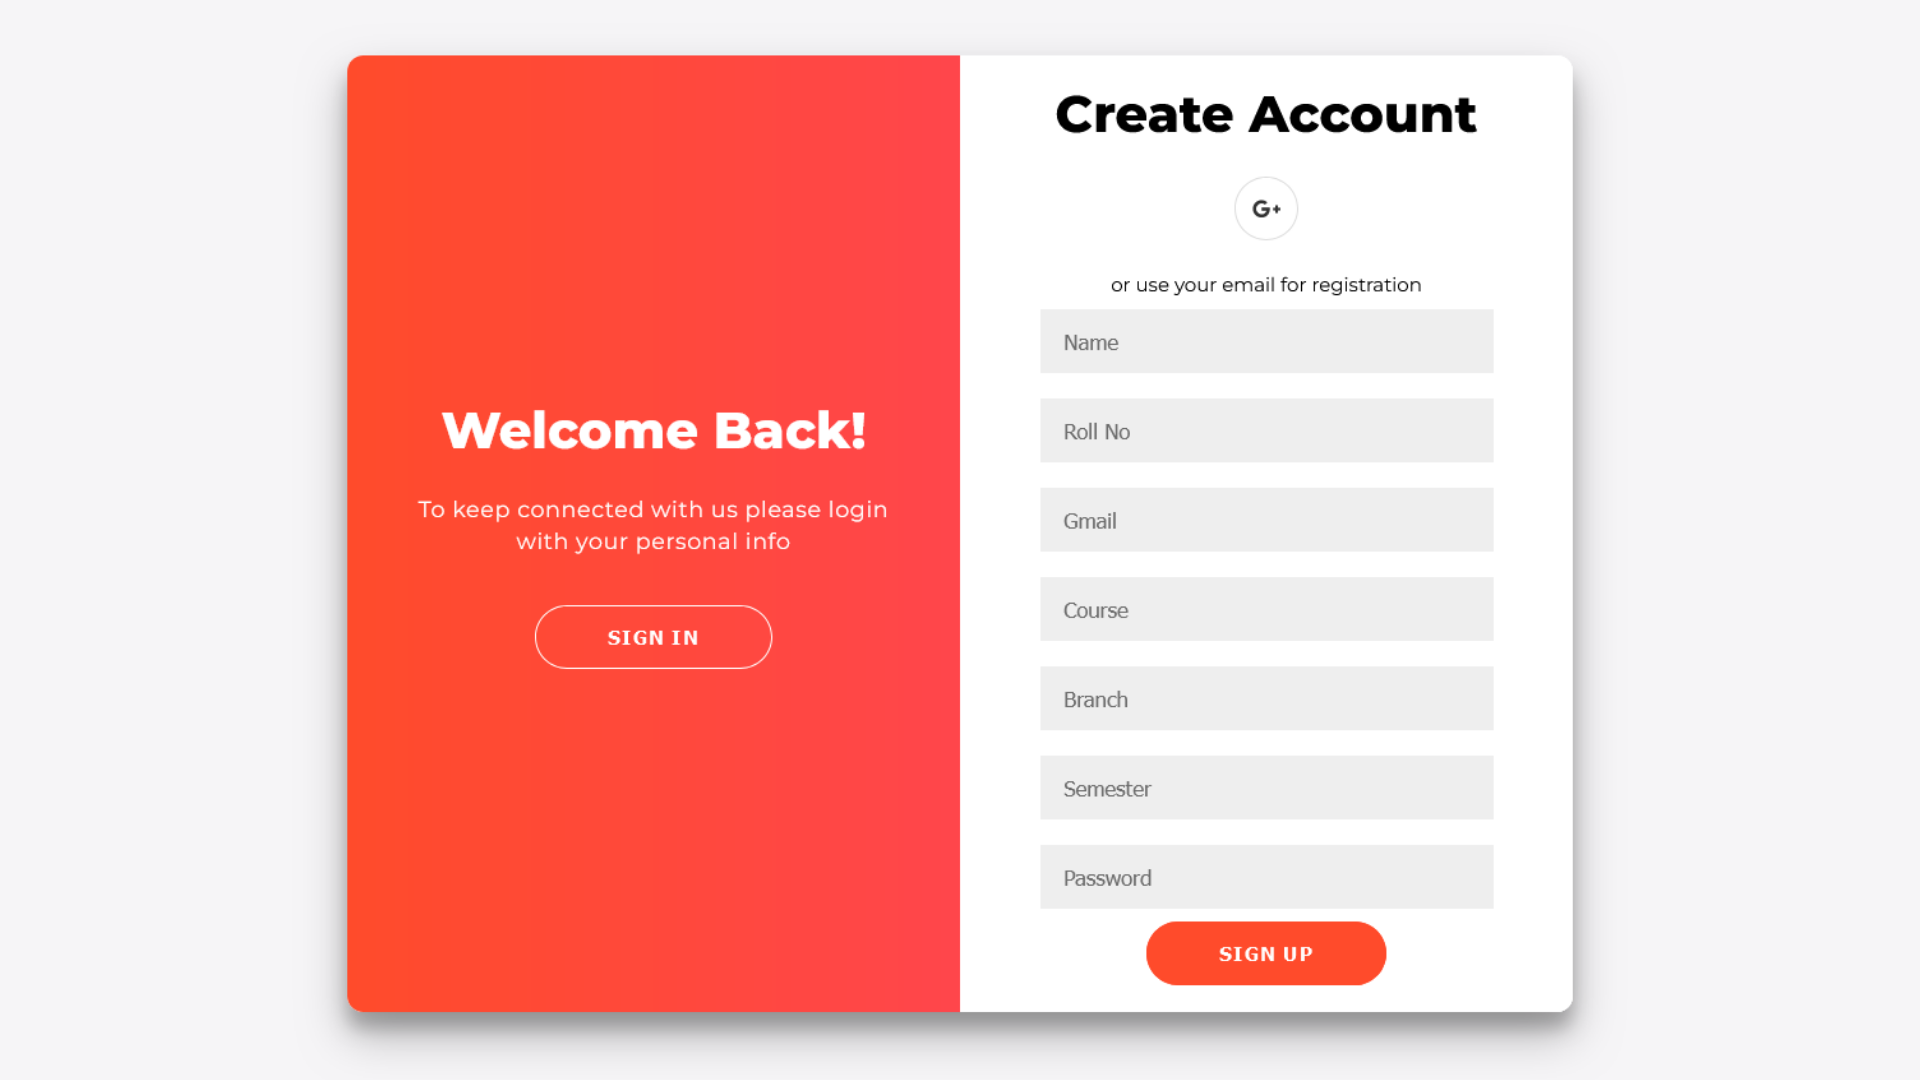 Welcome Back!
To keep connected with us please login
with your personal info
SIGN IN
Create Account
G+
or use your email for registration
Name
Roll No
Gmail
Course
Branch
Semester
Password
SIGN UP